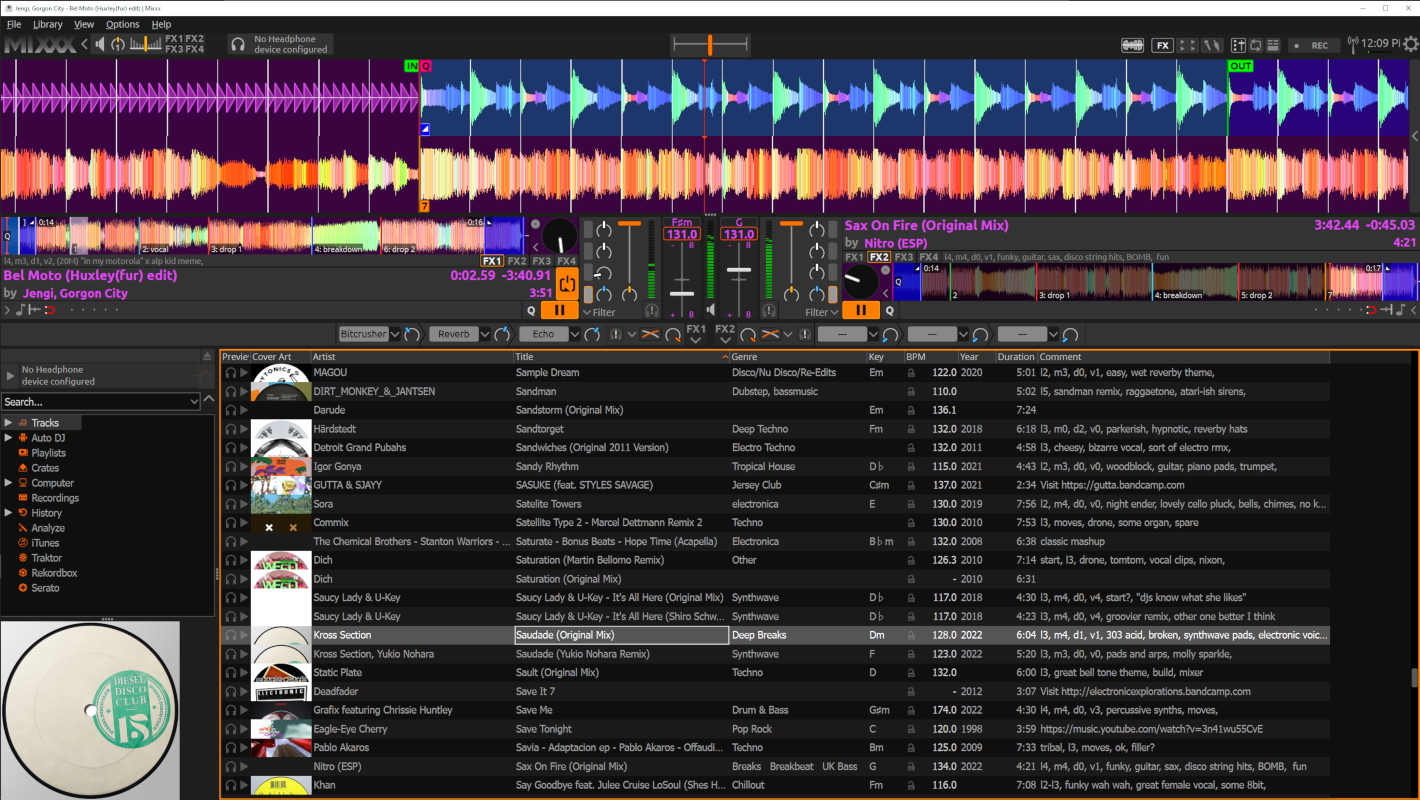 Jengi, Gorgon City - Bel Moto (Huxley(fur) edit) | Mixxx
File Library View Options Help
MIXXX FX1 FX2 FX3 FX4 No Headphone device configured FX REC 12:09 PM
IN Q OUT
7
Q 1 0:14 1 2: vocal 3: drop 1 4: breakdown 6: drop 2 0:16
l4, m3, d1, v2, (20M) "in my motorola" x alp kid meme,
FX1 FX2 FX3 FX4
Bel Moto (Huxley(fur) edit) 0:02.59 -3:40.91
by Jengi, Gorgon City 3:51
Q Filter
F♯m 131.0 8 8
G 131.0 8 8
Sax On Fire (Original Mix) 3:42.44 -0:45.03
by Nitro (ESP) 4:21
FX1 FX2 FX3 FX4 l4, m4, d0, v1, funky, guitar, sax, disco string hits, BOMB, fun
Q 0:14 2 3: drop 1 4: breakdown 5: drop 2 7 0:17
Filter Q
Bitcrusher Reverb Echo FX1 FX2 --- --- ---
No Headphone device configured
Search...
Tracks
Auto DJ
Playlists
Crates
Computer
Recordings
History
Analyze
iTunes
Traktor
Rekordbox
Serato
DIESEL DISCO CLUB
Preview Cover Art Artist Title Genre Key BPM Year Duration Comment
MAGOU Sample Dream Disco/Nu Disco/Re-Edits Em 122.0 2020 5:01 l2, m3, d0, v1, easy, wet reverby theme,
DIRT_MONKEY_&_JANTSEN Sandman Dubstep, bassmusic 110.0 5:02 l5, sandman remix, raggaetone, atari-ish sirens,
Darude Sandstorm (Original Mix) Em 136.1 7:24
Härdstedt Sandtorget Deep Techno Fm 132.0 2018 6:18 l3, m0, d2, v0, parkerish, hypnotic, reverby hats
Detroit Grand Pubahs Sandwiches (Original 2011 Version) Electro Techno 132.0 2011 4:31 l3, cheesy, bizarre vocal, sort of electro rmx,
Igor Gonya Sandy Rhythm Tropical House D♭ 115.0 2021 4:43 l2, m3, d0, v0, woodblock, guitar, piano pads, trumpet,
GUTTA & SJAYY SASUKE (feat. STYLES SAVAGE) Jersey Club C♯m 137.0 2021 2:34 Visit https://gutta.bandcamp.com
Sora Satelite Towers electronica E 130.0 2019 7:56 l2, m4, d0, v0, night ender, lovely cello pluck, bells, chimes, no k...
Commix Satellite Type 2 - Marcel Dettmann Remix 2 Techno 130.0 2010 7:53 l3, moves, drone, some organ, spare
The Chemical Brothers - Stanton Warriors - ... Saturate - Bonus Beats - Hope Time (Acapella) Electronica B♭m 132.0 2008 6:38 classic mashup
Dich Saturation (Martin Bellomo Remix) Other 126.3 2010 7:14 start, l3, drone, tomtom, vocal clips, nixon,
Dich Saturation (Original Mix) - 2010 6:31
Saucy Lady & U-Key Saucy Lady & U-Key - It's All Here (Original Mix) Synthwave D♭ 117.0 2018 4:30 l3, m4, d0, v4, start?, "djs know what she likes"
Saucy Lady & U-Key Saucy Lady & U-Key - It's All Here (Shiro Schw... Synthwave D♭ 117.0 2018 4:23 l3, m4, d0, v4, groovier remix, other one better I think
Kross Section Saudade (Original Mix) Deep Breaks Dm 128.0 2022 6:04 l3, m4, d1, v1, 303 acid, broken, synthwave pads, electronic voic...
Kross Section, Yukio Nohara Saudade (Yukio Nohara Remix) Synthwave F 123.0 2022 5:20 l3, m3, d0, v0, pads and arps, molly sparkle,
Static Plate Sault (Original Mix) Techno D 132.0 6:00 l3, great bell tone theme, build, mixer
Deadfader Save It 7 - 2012 3:07 Visit http://electronicexplorations.bandcamp.com
Grafix featuring Chrissie Huntley Save Me Drum & Bass G♯m 174.0 2022 4:30 l4, m4, d0, v3, percussive synths, moves,
Eagle-Eye Cherry Save Tonight Pop Rock C 120.0 1998 3:59 https://music.youtube.com/watch?v=3n41wu55CvE
Pablo Akaros Savia - Adaptacion ep - Pablo Akaros - Offaudi... Techno Bm 125.0 2009 7:33 tribal, l3, moves, ok, filler?
Nitro (ESP) Sax On Fire (Original Mix) Breaks Breakbeat UK Bass G 134.0 2022 4:21 l4, m4, d0, v1, funky, guitar, sax, disco string hits, BOMB, fun
Khan Say Goodbye feat. Julee Cruise LoSoul (Shes H... Chillout Fm 116.0 7:08 l2-l3, funky wah wah, great female vocal, some 8bit,